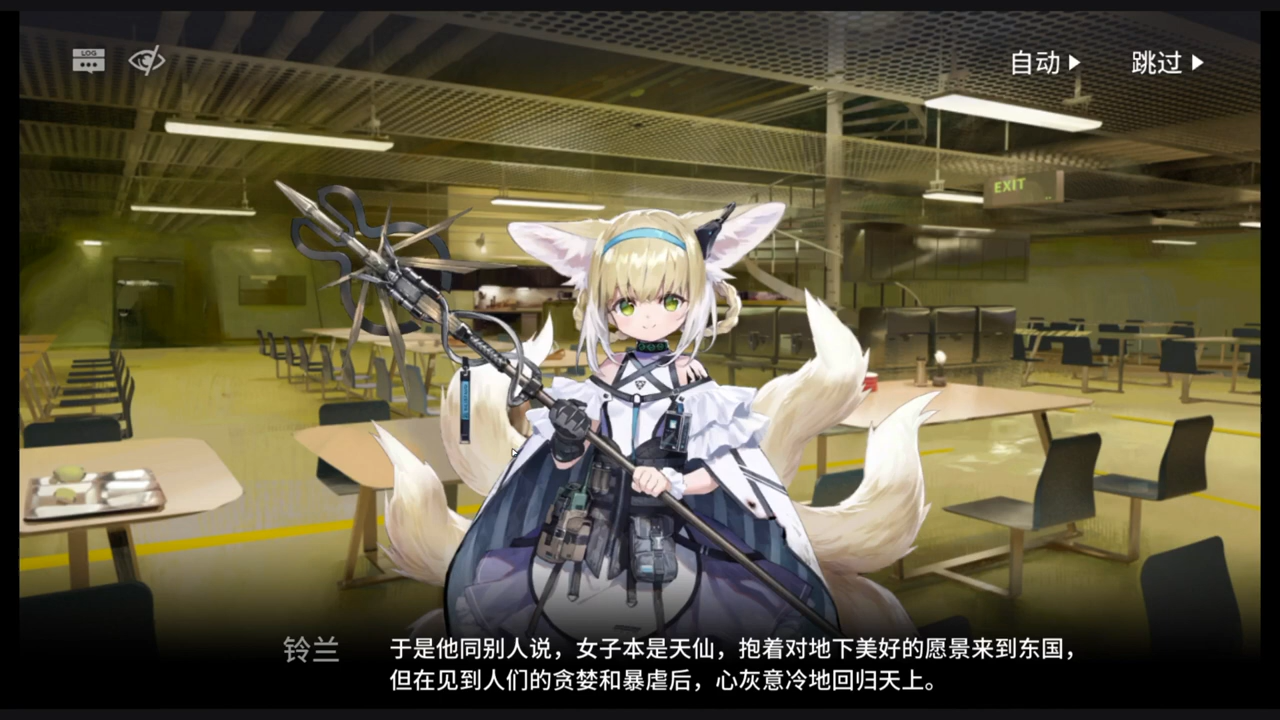 LOG
自动
跳过
EXIT
铃兰
于是他同别人说，女子本是天仙，抱着对地下美好的愿景来到东国，
但在见到人们的贪婪和暴虐后，心灰意冷地回归天上。